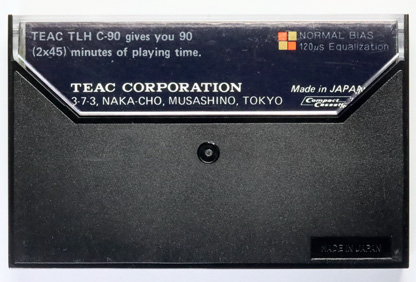 TEAC TLH C-90 gives you 90
(2x45) minutes of playing time.
NORMAL BIAS
120μs Equalization
TEAC CORPORATION
3-7-3, NAKA-CHO, MUSASHINO, TOKYO
Made in JAPAN
Compact
Cassette
MADE IN JAPAN